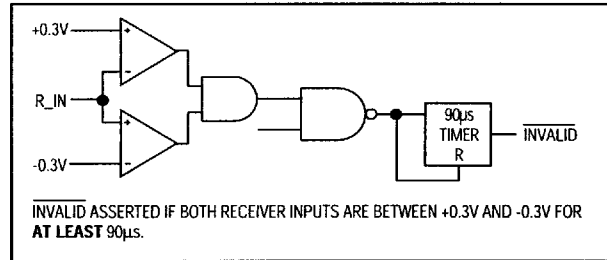 +0.3V
+
−
R_IN
+
−
-0.3V
90µs
TIMER
R
INVALID
INVALID ASSERTED IF BOTH RECEIVER INPUTS ARE BETWEEN +0.3V AND -0.3V FOR
AT LEAST 90µs.